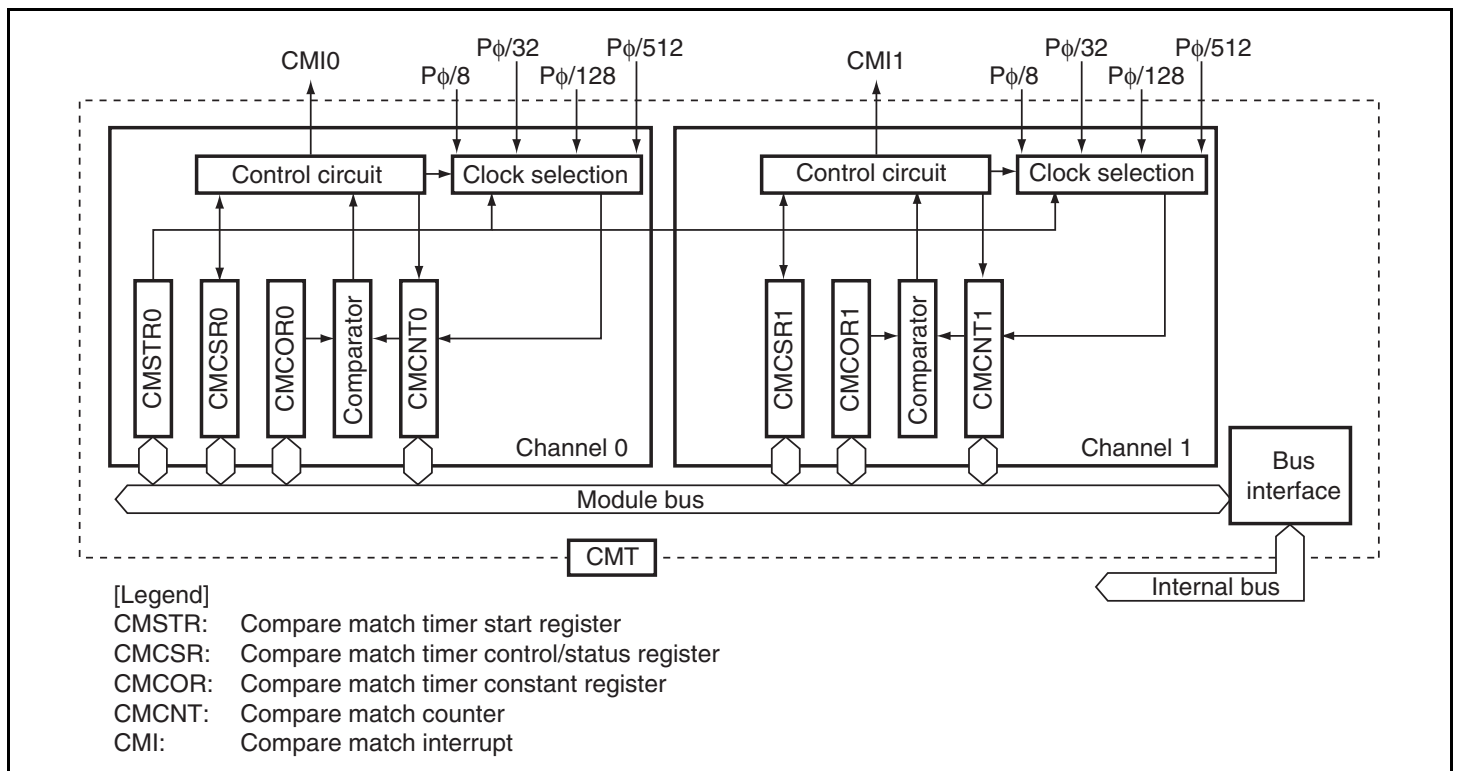 CMI0
Pφ/8
Pφ/32
Pφ/128
Pφ/512
CMI1
Pφ/8
Pφ/32
Pφ/128
Pφ/512
Control circuit
Clock selection
Control circuit
Clock selection
CMSTR0
CMCSR0
CMCOR0
Comparator
CMCNT0
CMCSR1
CMCOR1
Comparator
CMCNT1
Channel 0
Channel 1
Bus
interface
Module bus
CMT
Internal bus
[Legend]
CMSTR: Compare match timer start register
CMCSR: Compare match timer control/status register
CMCOR: Compare match timer constant register
CMCNT: Compare match counter
CMI: Compare match interrupt